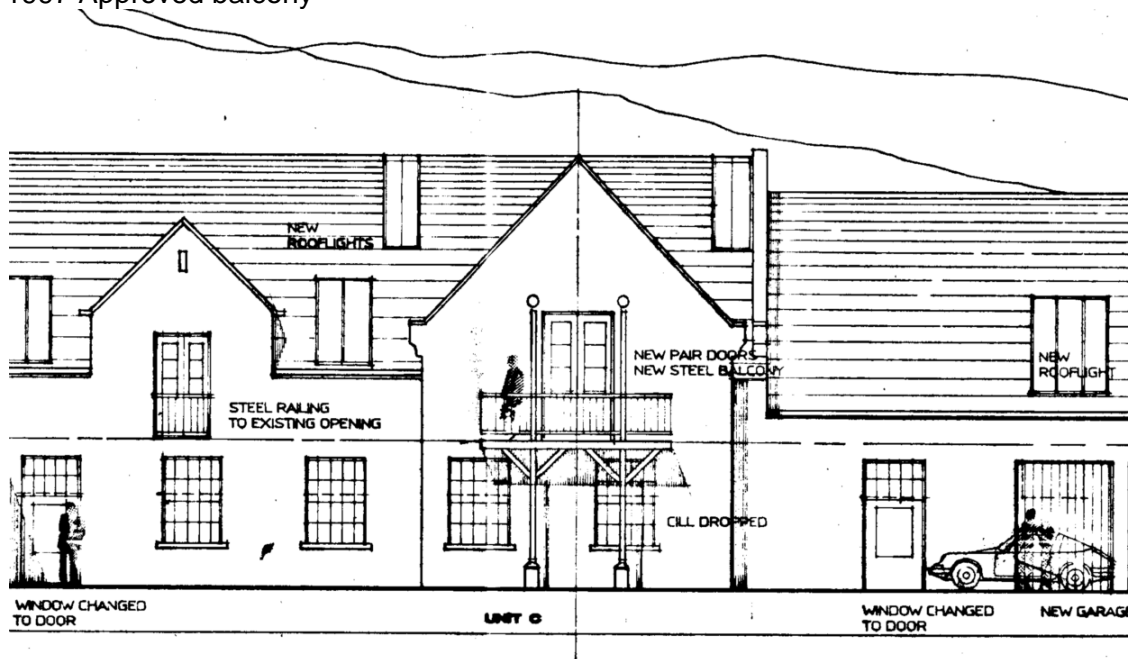 Approved balcony
NEW
ROOFLIGHTS
NEW PAIR DOORS
NEW STEEL BALCONY
NEW
ROOFLIGHT
STEEL RAILING
TO EXISTING OPENING
CILL DROPPED
WINDOW CHANGED
TO DOOR
UNIT C
WINDOW CHANGED
TO DOOR
NEW GARAGE